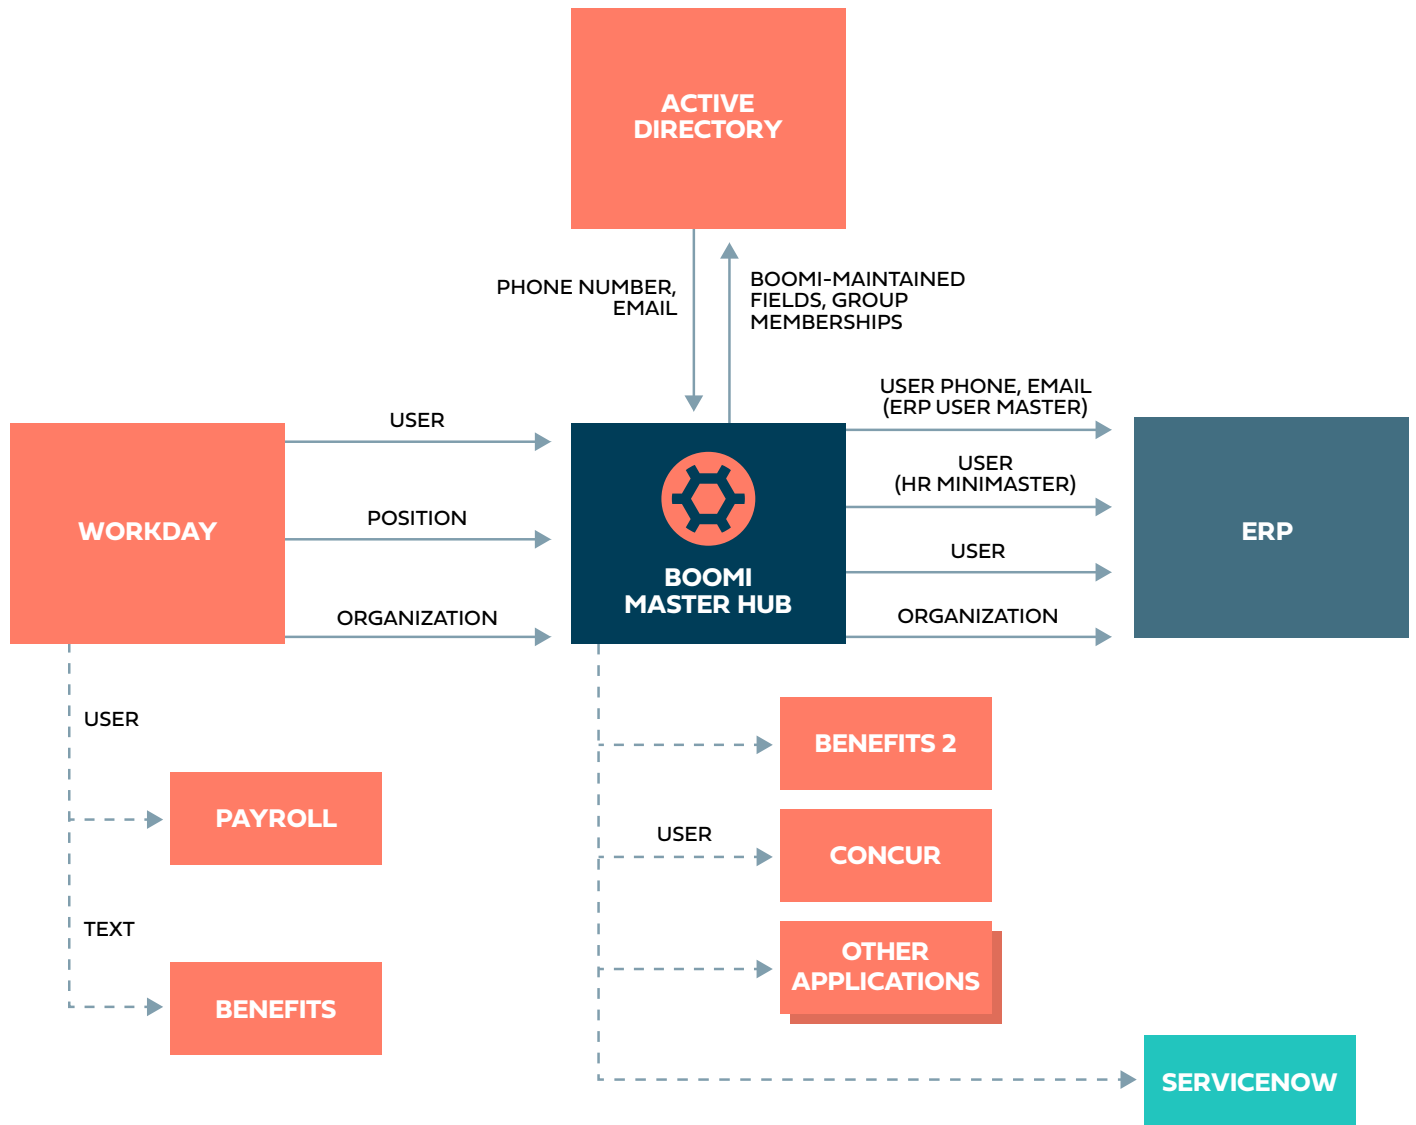 ACTIVE
DIRECTORY
PHONE NUMBER,
EMAIL
BOOMI-MAINTAINED
FIELDS, GROUP
MEMBERSHIPS
WORKDAY
USER
POSITION
ORGANIZATION
BOOMI
MASTER HUB
USER PHONE, EMAIL
(ERP USER MASTER)
USER
(HR MINIMASTER)
USER
ORGANIZATION
ERP
USER
PAYROLL
TEXT
BENEFITS
BENEFITS 2
USER
CONCUR
OTHER
APPLICATIONS
SERVICENOW